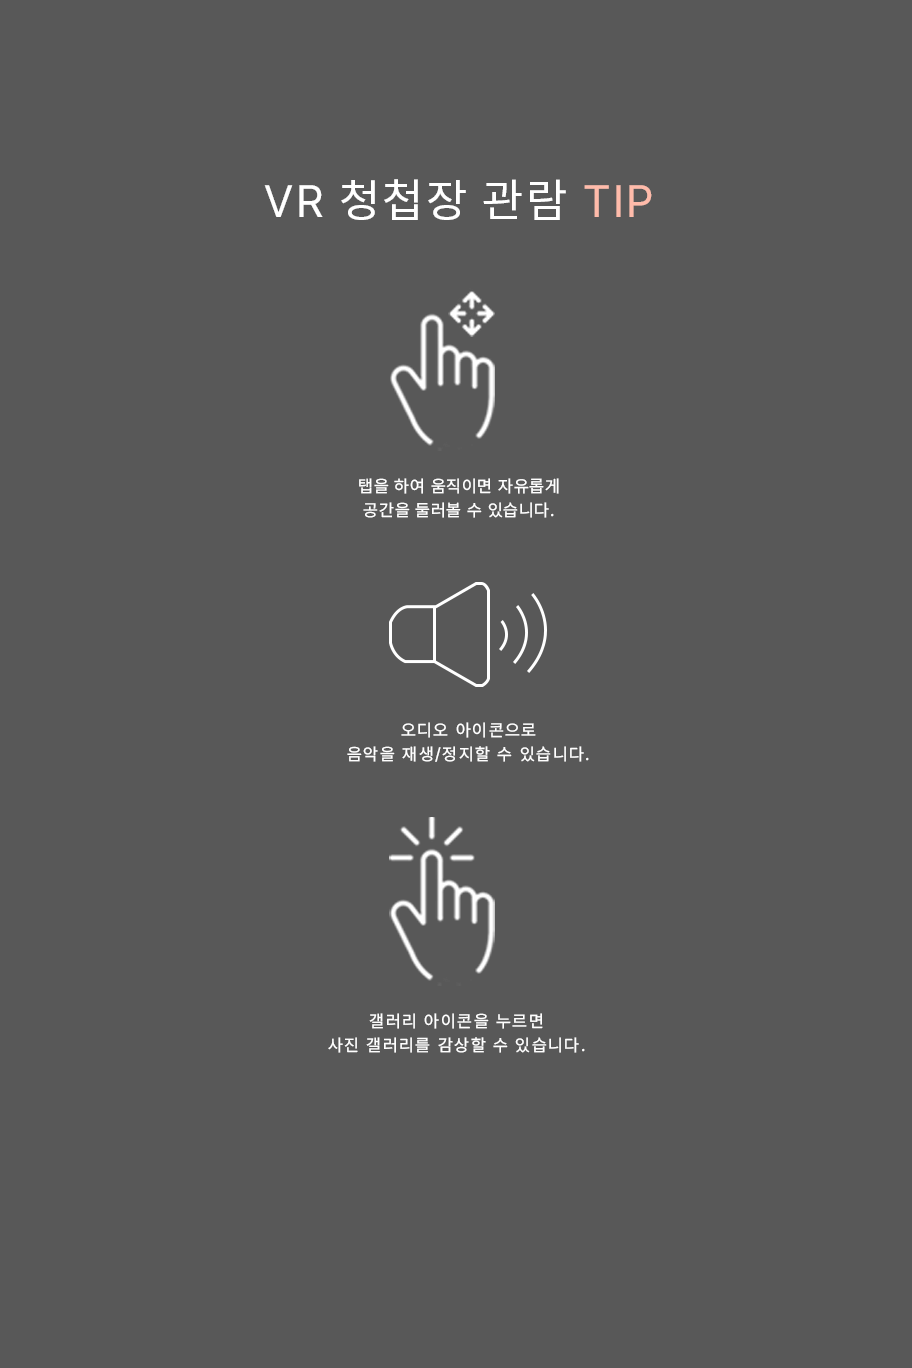 VR 청첩장 관람 TIP
탭을 하여 움직이면 자유롭게
공간을 둘러볼 수 있습니다.
오디오 아이콘으로
음악을 재생/정지할 수 있습니다.
갤러리 아이콘을 누르면
사진 갤러리를 감상할 수 있습니다.